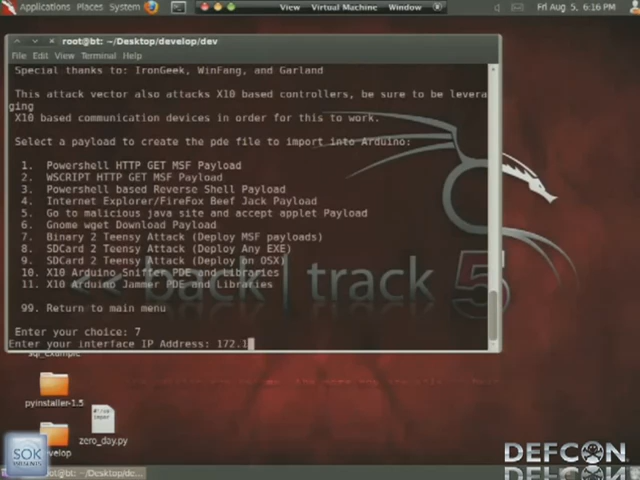 Applications Places System
View Virtual Machine Window
Fri Aug 5, 6:16 PM
root@bt: ~/Desktop/develop/dev
File Edit View Terminal Help
Special thanks to: IronGeek, WinFang, and Garland
This attack vector also attacks X10 based controllers, be sure to be levera
ging
X10 based communication devices in order for this to work.
Select a payload to create the pde file to import into Arduino:
1. Powershell HTTP GET MSF Payload
2. WSCRIPT HTTP GET MSF Payload
3. Powershell based Reverse Shell Payload
4. Internet Explorer/FireFox Beef Jack Payload
5. Go to malicious java site and accept applet Payload
6. Gnome wget Download Payload
7. Binary 2 Teensy Attack (Deploy MSF payloads)
8. SDCard 2 Teensy Attack (Deploy Any EXE)
9. SDCard 2 Teensy Attack (Deploy on OSX)
10. X10 Arduino Sniffer PDE and Libraries
11. X10 Arduino Jammer PDE and Libraries
99. Return to main menu
Enter your choice: 7
Enter your interface IP Address: 172.1
<< back | track 5
sql_example
pyinstaller-1.5
zero_day.py
SOK
DEFCON
root@bt: ~/Desktop/de...